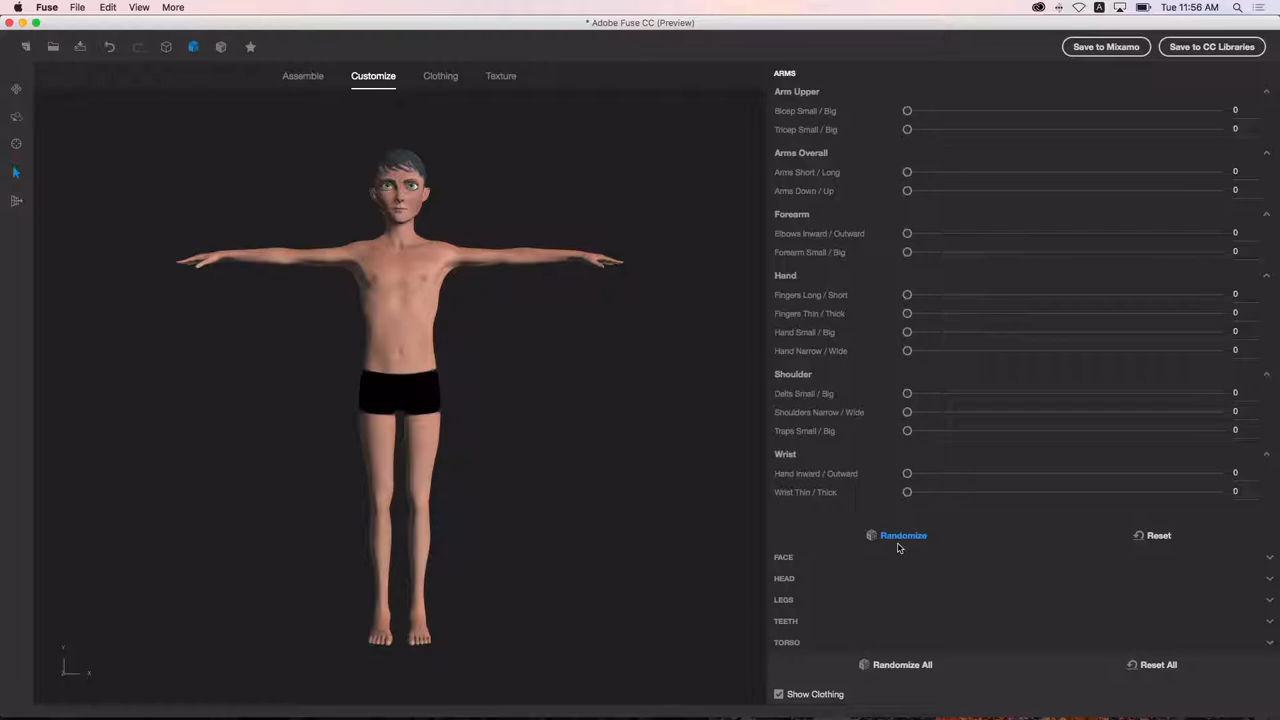 Fuse File Edit View More A Tue 11:56 AM
* Adobe Fuse CC (Preview)
Save to Mixamo Save to CC Libraries
Assemble Customize Clothing Texture
ARMS
Arm Upper
Bicep Small / Big 0
Tricep Small / Big 0
Arms Overall
Arms Short / Long 0
Arms Down / Up 0
Forearm
Elbows Inward / Outward 0
Forearm Small / Big 0
Hand
Fingers Long / Short 0
Fingers Thin / Thick 0
Hand Small / Big 0
Hand Narrow / Wide 0
Shoulder
Delts Small / Big 0
Shoulders Narrow / Wide 0
Traps Small / Big 0
Wrist
Hand Inward / Outward 0
Wrist Thin / Thick 0
Randomize Reset
FACE
HEAD
LEGS
TEETH
TORSO
Randomize All Reset All
Show Clothing
Y
Z X